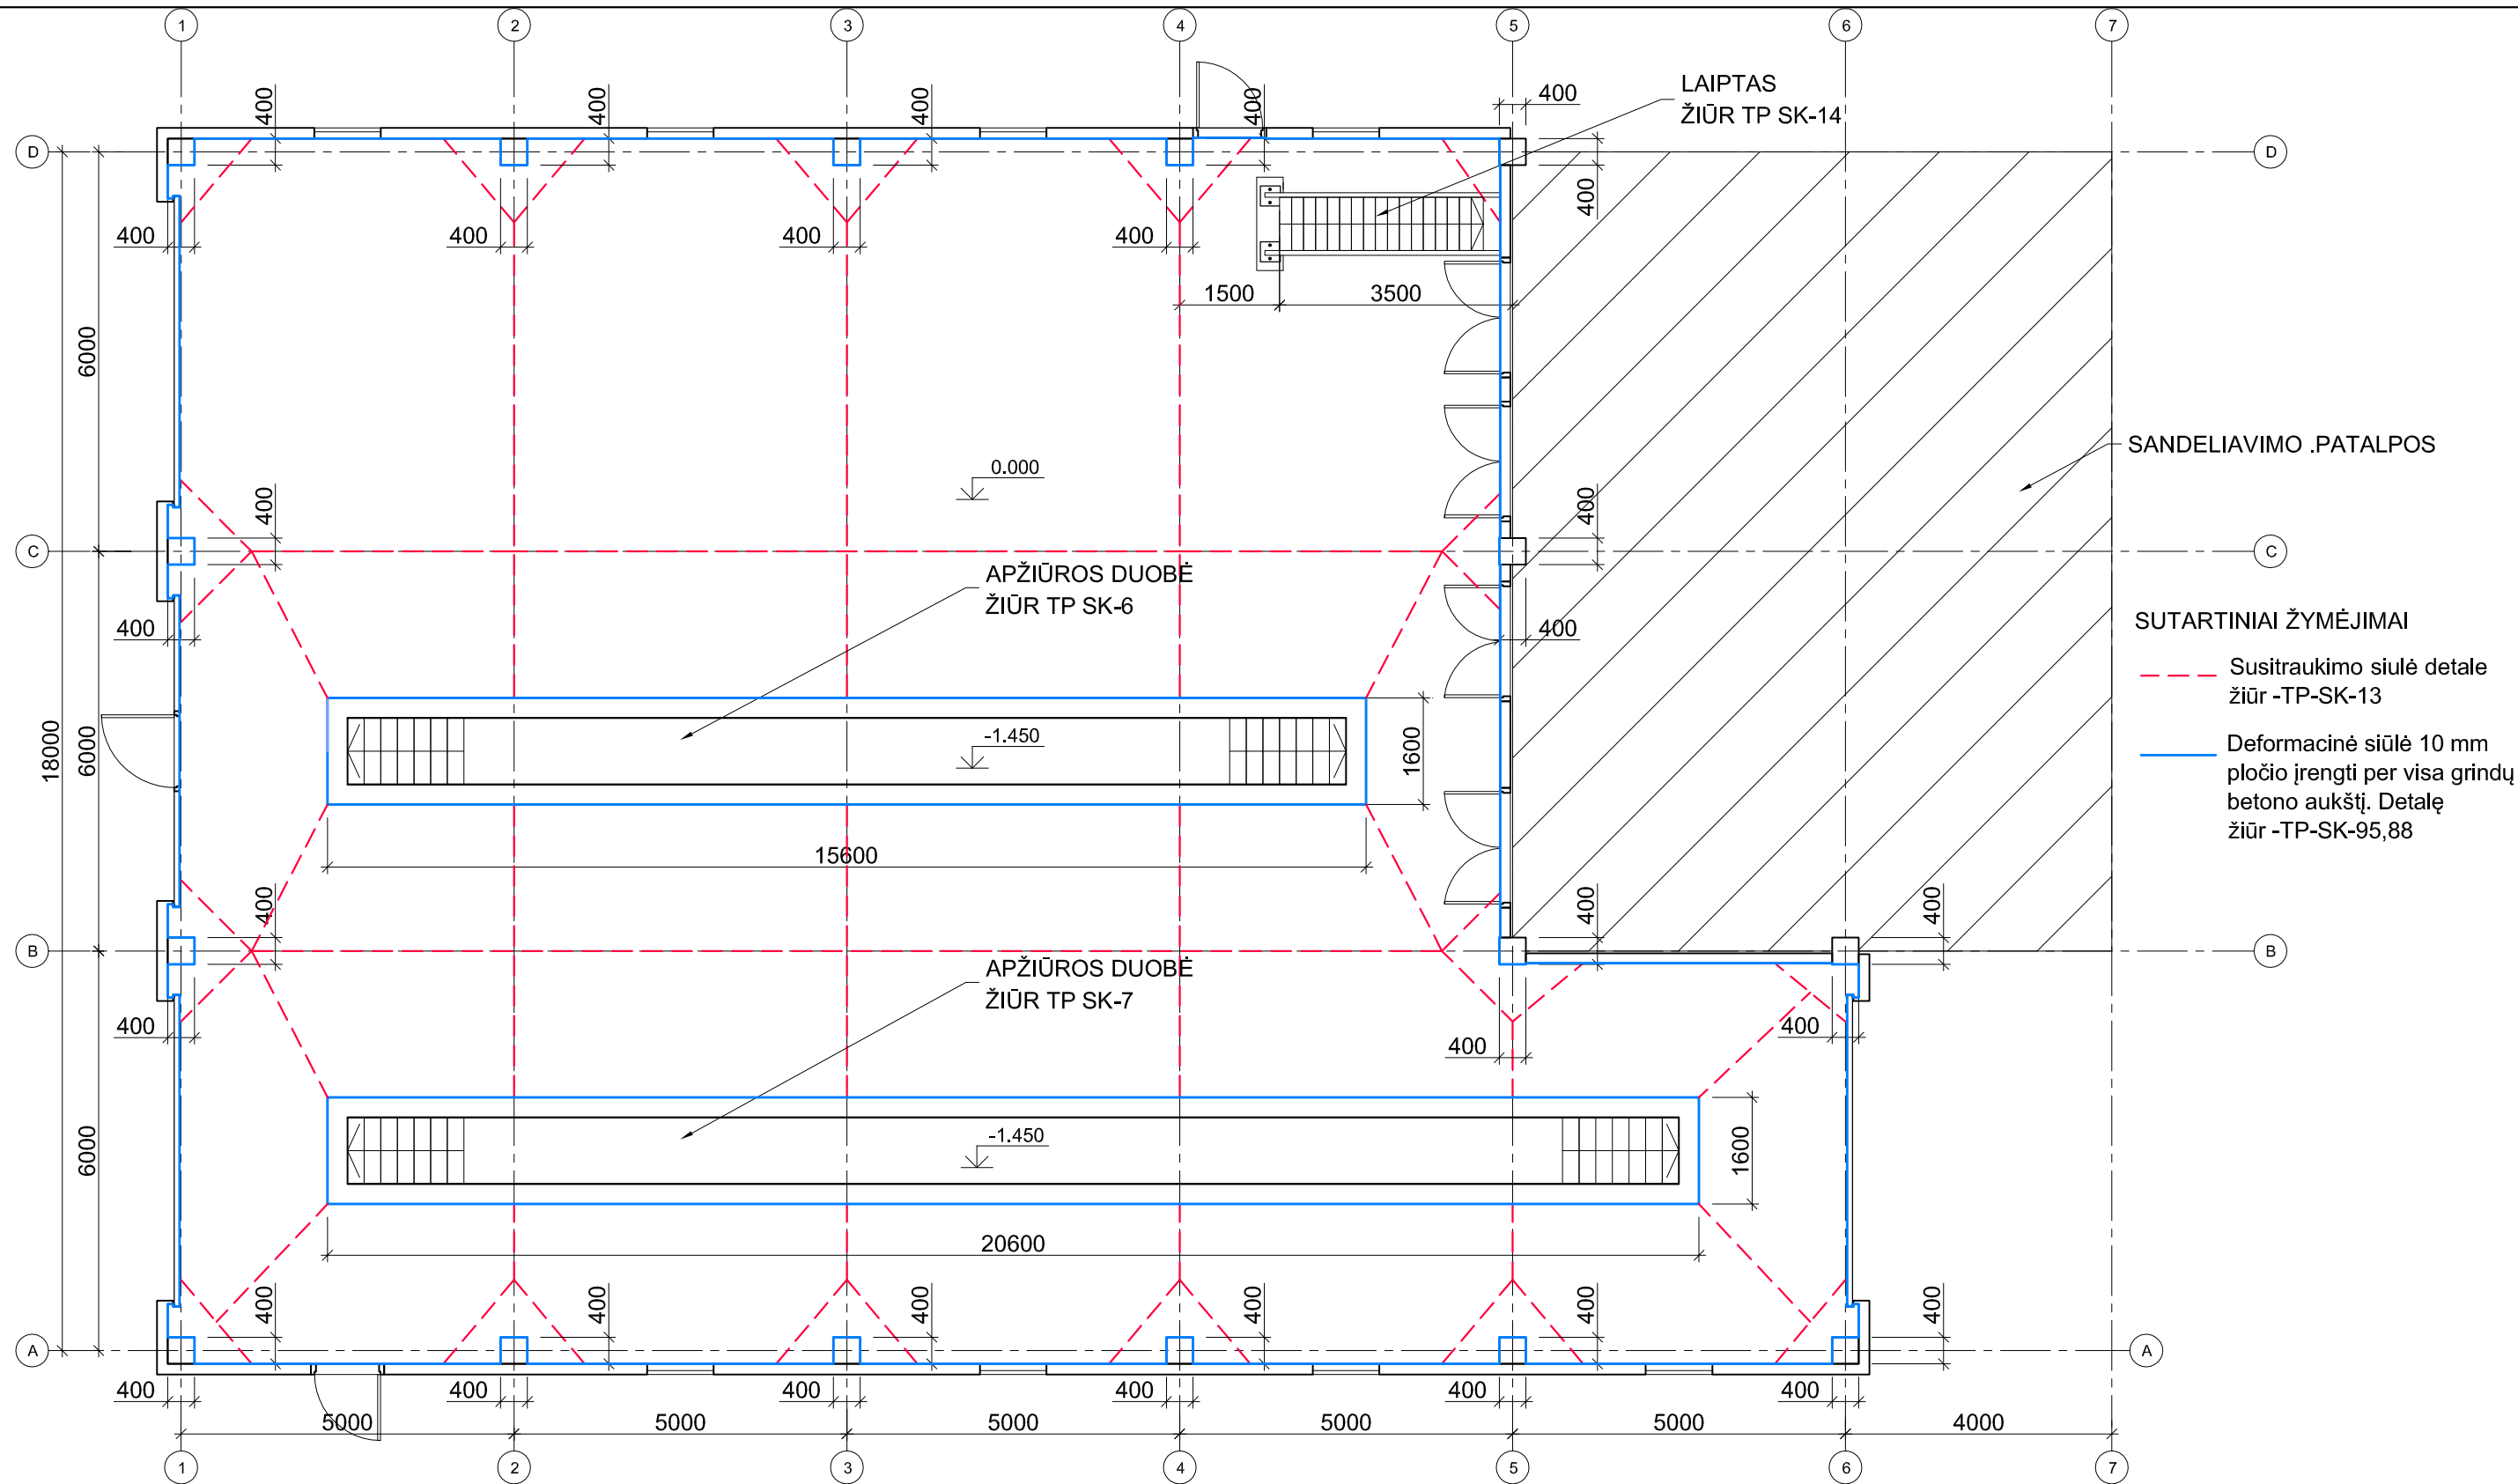 1 2 3 4 5 6 7
400 400 400 400 400
LAIPTAS
ŽIŪR TP SK-14
D D
400
400 400 400 400
1500 3500
6000
SANDELIAVIMO .PATALPOS
0.000
400 400
C C
APŽIŪROS DUOBĖ
ŽIŪR TP SK-6
400 400
SUTARTINIAI ŽYMĖJIMAI
Susitraukimo siulė detale
žiūr -TP-SK-13
18000
6000
-1.450
1600
Deformacinė siūlė 10 mm
pločio įrengti per visa grindų
betono aukštį. Detalę
žiūr -TP-SK-95,88
15600
400 400 400
B B
APŽIŪROS DUOBĖ
ŽIŪR TP SK-7
400 400 400
6000
-1.450
1600
20600
400 400 400 400 400 400
A A
400 400 400 400 400 400
5000 5000 5000 5000 5000 4000
1 2 3 4 5 6 7